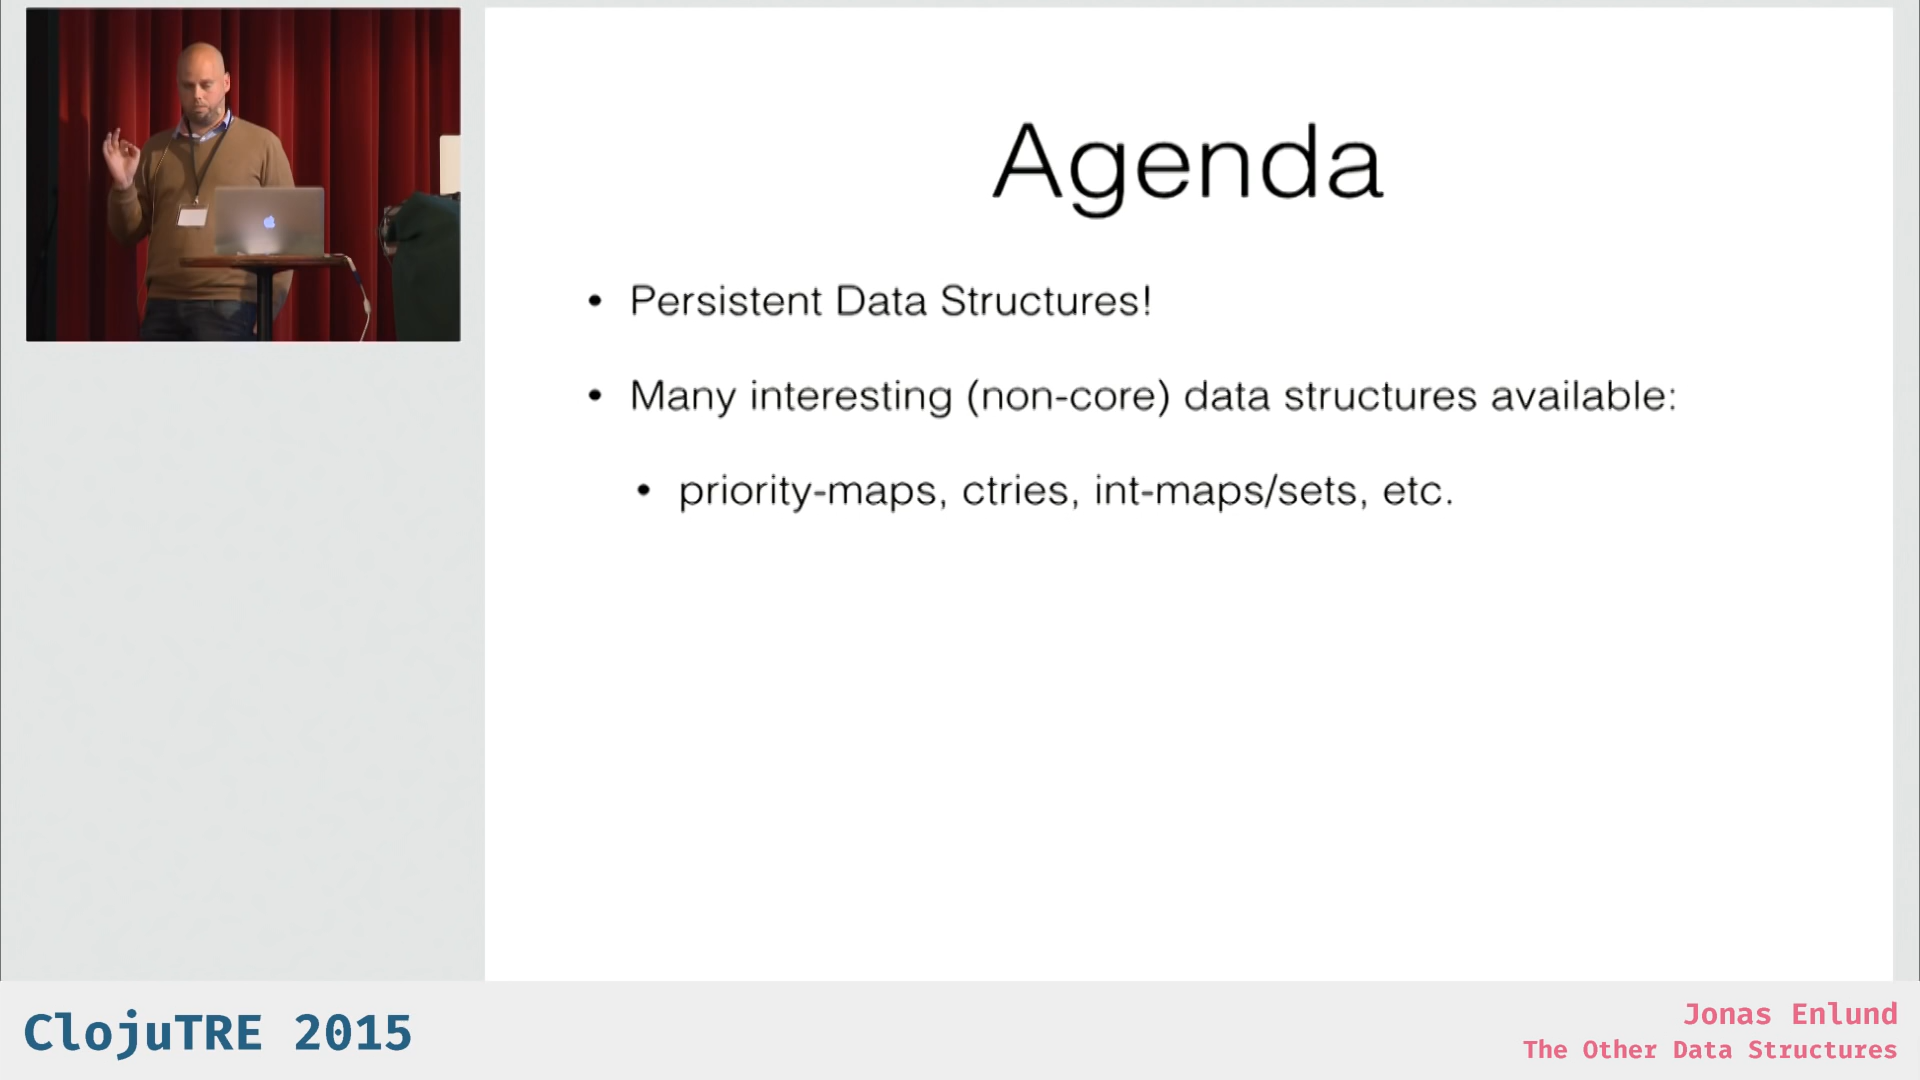 Agenda
• Persistent Data Structures!
• Many interesting (non-core) data structures available:
• priority-maps, ctries, int-maps/sets, etc.
ClojuTRE 2015
Jonas Enlund
The Other Data Structures